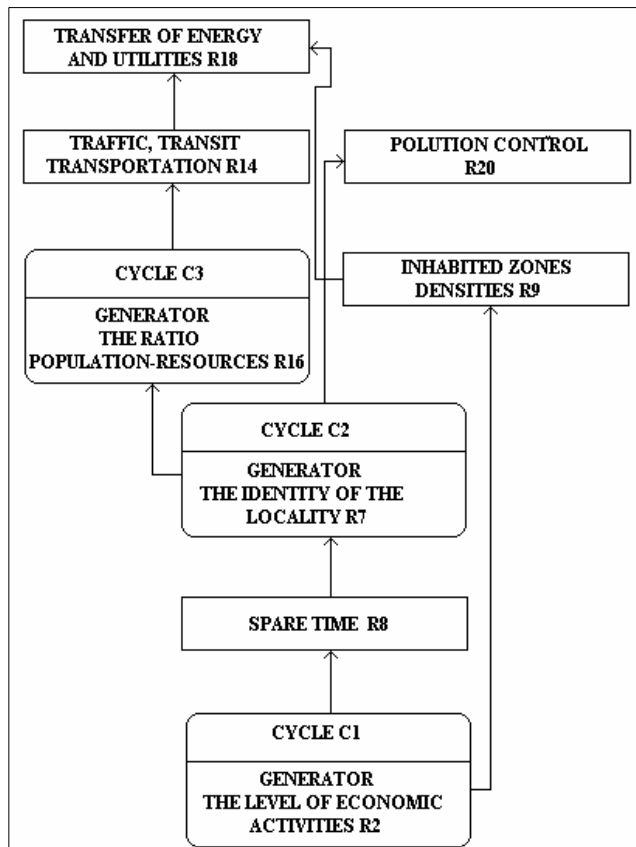 TRANSFER OF ENERGY
AND UTILITIES R18
TRAFFIC, TRANSIT
TRANSPORTATION R14
POLUTION CONTROL
R20
CYCLE C3
GENERATOR
THE RATIO
POPULATION-RESOURCES R16
INHABITED ZONES
DENSITIES R9
CYCLE C2
GENERATOR
THE IDENTITY OF THE
LOCALITY R7
SPARE TIME R8
CYCLE C1
GENERATOR
THE LEVEL OF ECONOMIC
ACTIVITIES R2